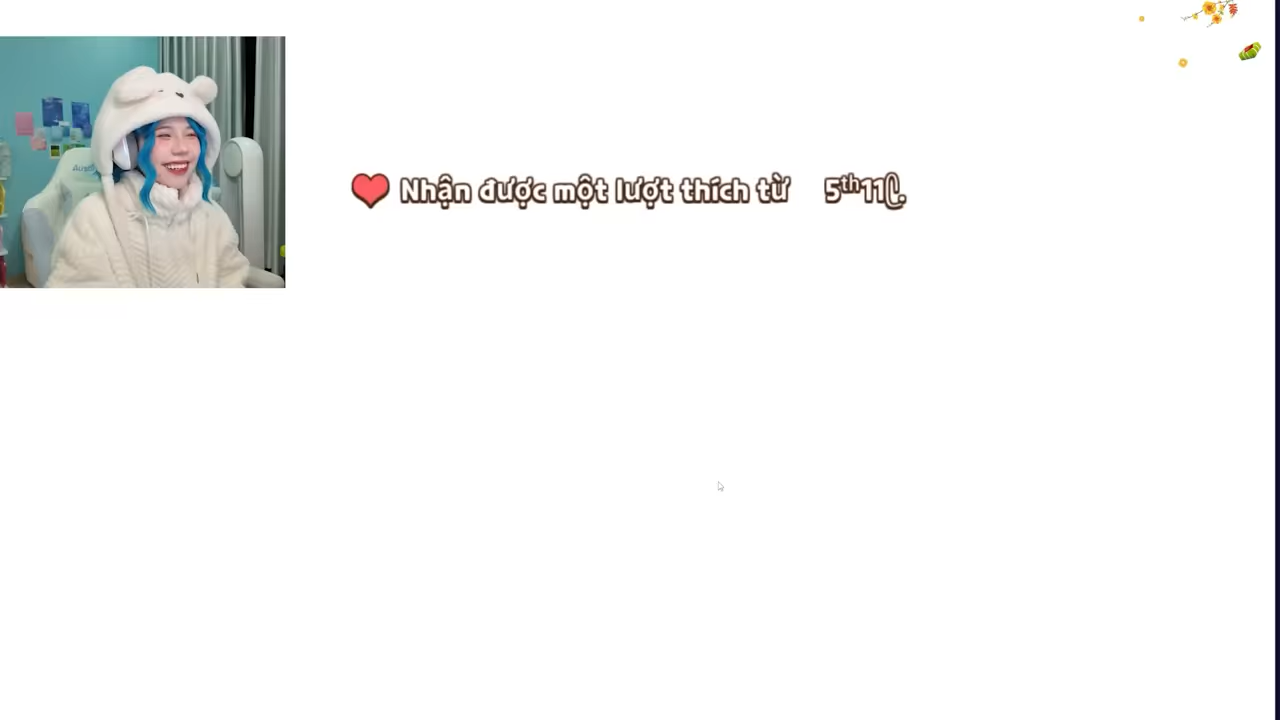 Nhận được một lượt thích từ 5ᵗʰ11